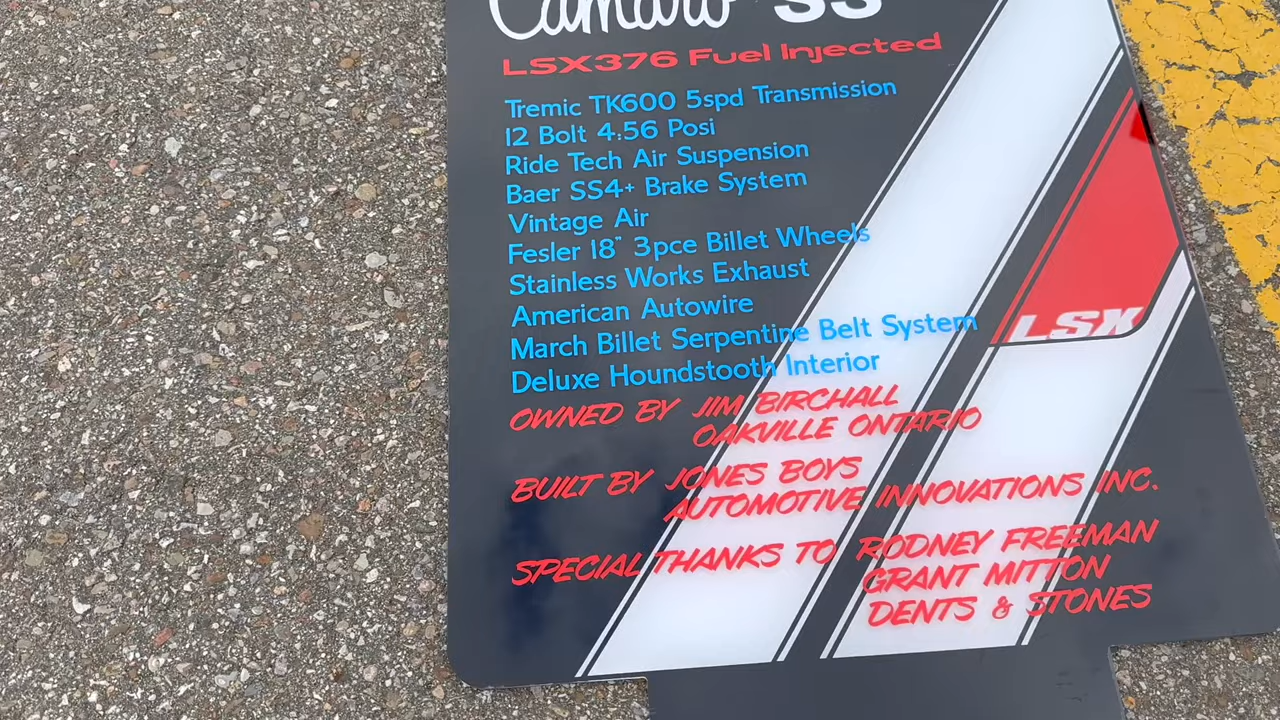 Camaro SS
LSX376 Fuel Injected
Tremic TK600 5spd Transmission
12 Bolt 4:56 Posi
Ride Tech Air Suspension
Baer SS4+ Brake System
Vintage Air
Fesler 18" 3pce Billet Wheels
Stainless Works Exhaust
American Autowire
March Billet Serpentine Belt System
Deluxe Houndstooth Interior
LSX
OWNED BY JIM BIRCHALL
OAKVILLE ONTARIO
BUILT BY JONES BOYS
AUTOMOTIVE INNOVATIONS INC.
SPECIAL THANKS TO RODNEY FREEMAN
GRANT MITTON
DENTS & STONES